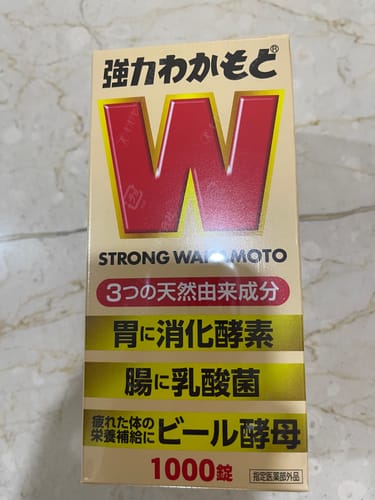 強力わかもと®
W
STRONG WAKAMOTO
3つの天然由来成分
胃に消化酵素
腸に乳酸菌
疲れた体の
栄養補給にビール酵母
1000錠
指定医薬部外品